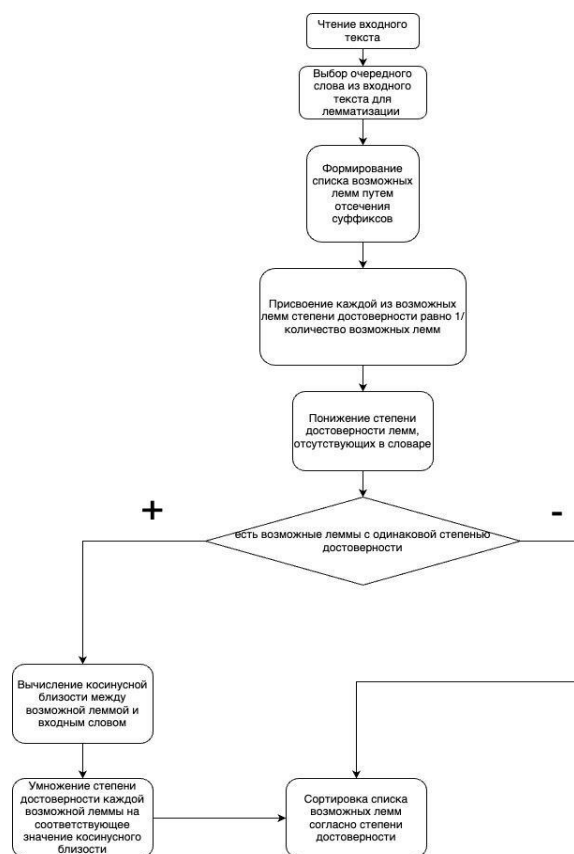 Чтение входного
текста
Выбор очередного
слова из входного
текста для
лемматизации
Формирование
списка возможных
лемм путем
отсечения
суффиксов
Присвоение каждой из возможных
лемм степени достоверности равно 1/
количество возможных лемм
Понижение степени
достоверности лемм,
отсутствующих в словаре
+
-
есть возможные леммы с одинаковой степенью
достоверности
Вычисление косинусной
близости между
возможной леммой и
входным словом
Умножение степени
достоверности каждой
возможной леммы на
соответствующее
значение косинусного
близости
Сортировка списка
возможных лемм
согласно степени
достоверности